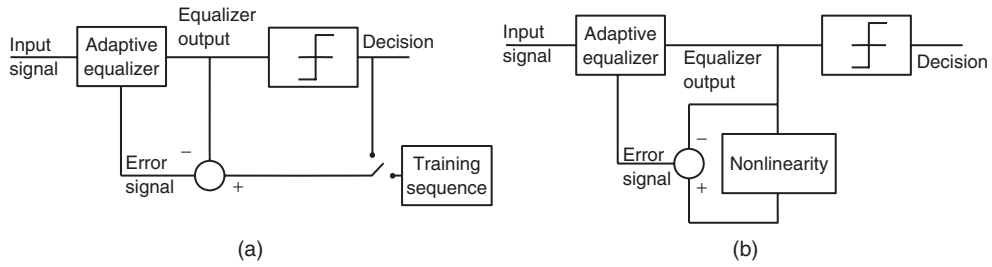 Input
signal
Adaptive
equalizer
Equalizer
output
Decision
−
Error
signal
+
Training
sequence
(a)
Input
signal
Adaptive
equalizer
Equalizer
output
Decision
−
Error
signal
+
Nonlinearity
(b)